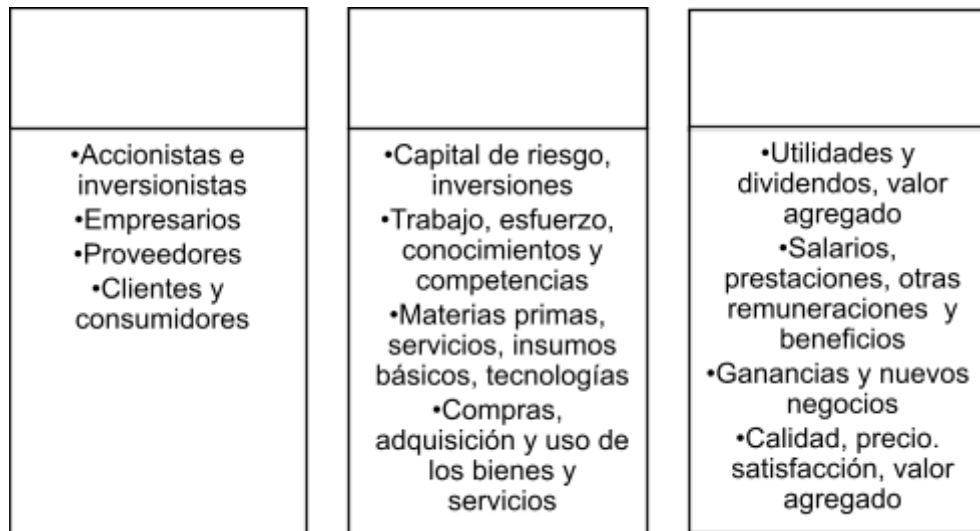 •Accionistas e
inversionistas
•Empresarios
•Proveedores
•Clientes y
consumidores
•Capital de riesgo,
inversiones
•Trabajo, esfuerzo,
conocimientos y
competencias
•Materias primas,
servicios, insumos
básicos, tecnologías
•Compras,
adquisición y uso de
los bienes y
servicios
•Utilidades y
dividendos, valor
agregado
•Salarios,
prestaciones, otras
remuneraciones y
beneficios
•Ganancias y nuevos
negocios
•Calidad, precio.
satisfacción, valor
agregado